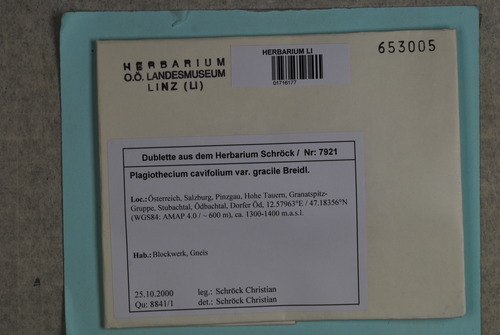 653005
HERBARIUM
O.Ö. LANDESMUSEUM
LINZ (LI)
HERBARIUM LI
01716177
Dublette aus dem Herbarium Schröck / Nr: 7921
Plagiothecium cavifolium var. gracile Breidl.
Loc.: Österreich, Salzburg, Pinzgau, Hohe Tauern, Granatspitz-
Gruppe, Stubachtal, Ödbachtal, Dorfer Öd, 12.57963°E / 47.18356°N
(WGS84: AMAP 4.0 / ~ 600 m), ca. 1300-1400 m.a.s.l.
Hab.: Blockwerk, Gneis
25.10.2000 leg.: Schröck Christian
Qu: 8841/1 det.: Schröck Christian